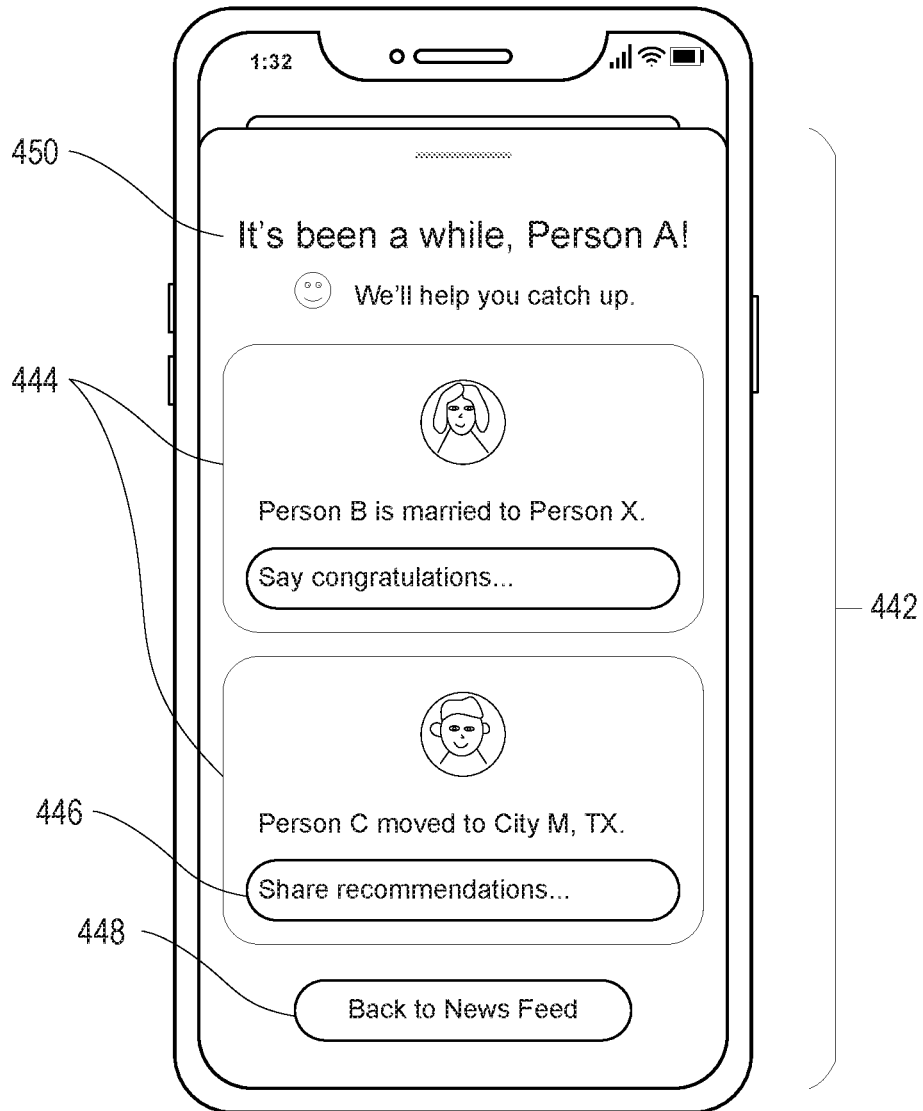 1:32
450
It's been a while, Person A!
We'll help you catch up.
444
Person B is married to Person X.
Say congratulations...
442
Person C moved to City M, TX.
446
Share recommendations...
448
Back to News Feed